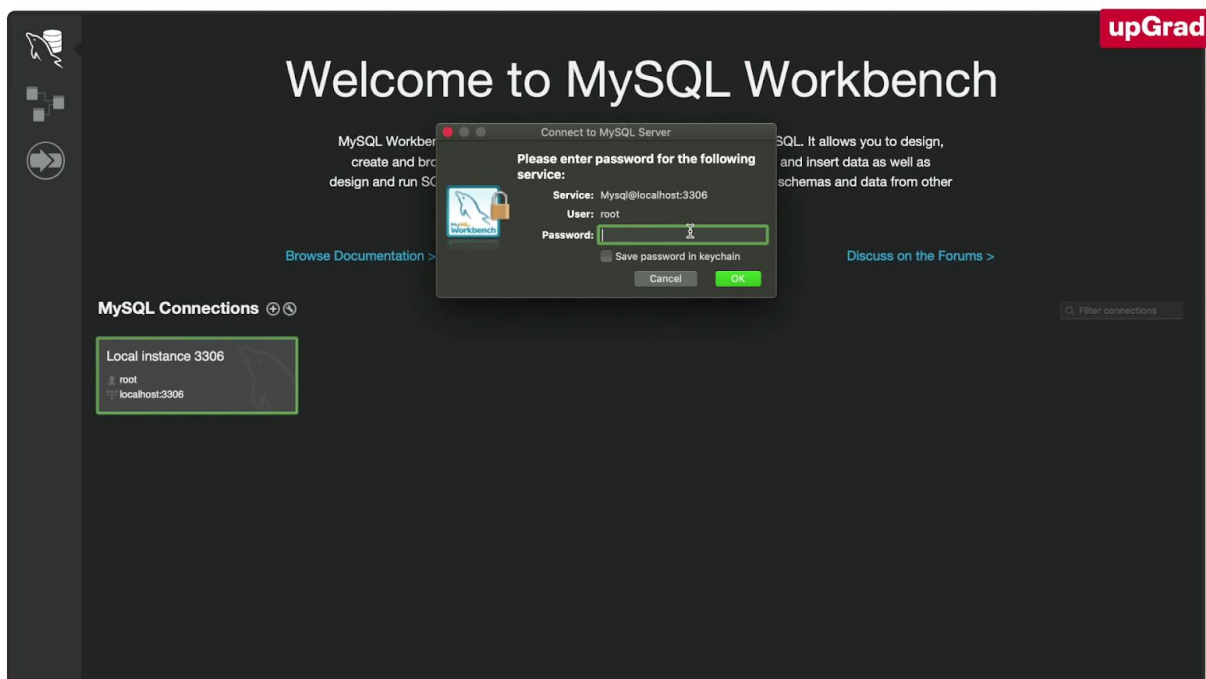 upGrad
Welcome to MySQL Workbench
MySQL Workber
SQL. It allows you to design,
create and bro
and insert data as well as
design and run SC
schemas and data from other
Connect to MySQL Server
Please enter password for the following
service:
Service: Mysql@localhost:3306
User: root
Password:
Save password in keychain
Cancel OK
MySQL
Workbench
Browse Documentation >
Discuss on the Forums >
MySQL Connections
Filter connections
Local instance 3306
root
localhost:3306